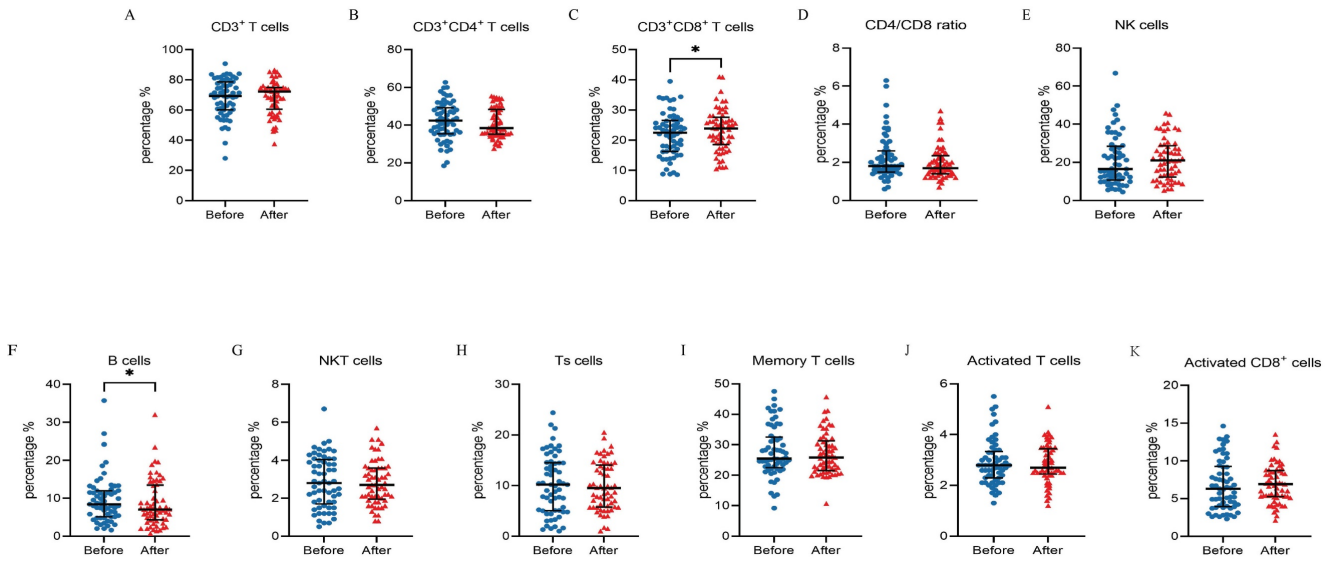 A
CD3⁺ T cells
percentage %
100
80
60
40
20
0
Before
After
B
CD3⁺CD4⁺ T cells
percentage %
80
60
40
20
0
Before
After
C
CD3⁺CD8⁺ T cells
percentage %
50
40
30
20
10
0
*
Before
After
D
CD4/CD8 ratio
percentage %
8
6
4
2
0
Before
After
E
NK cells
percentage %
80
60
40
20
0
Before
After
F
B cells
percentage %
40
30
20
10
0
*
Before
After
G
NKT cells
percentage %
8
6
4
2
0
Before
After
H
Ts cells
percentage %
30
20
10
0
Before
After
I
Memory T cells
percentage %
50
40
30
20
10
0
Before
After
J
Activated T cells
percentage %
6
4
2
0
Before
After
K
Activated CD8⁺ cells
percentage %
20
15
10
5
0
Before
After